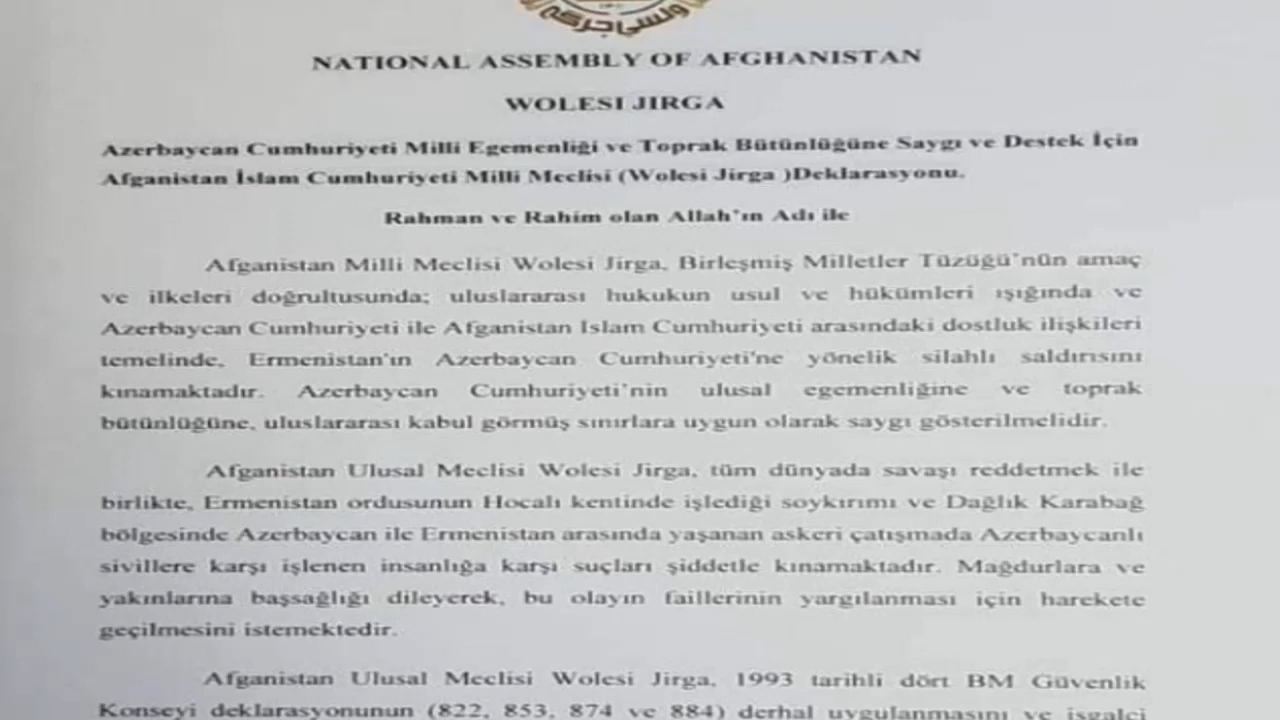 ولسي جرگه
NATIONAL ASSEMBLY OF AFGHANISTAN
WOLESI JIRGA
Azerbaycan Cumhuriyeti Milli Egemenliği ve Toprak Bütünlüğüne Saygı ve Destek İçin
Afganistan İslam Cumhuriyeti Milli Meclisi (Wolesi Jirga )Deklarasyonu.
Rahman ve Rahim olan Allah'ın Adı ile
Afganistan Milli Meclisi Wolesi Jirga, Birleşmiş Milletler Tüzüğü'nün amaç
ve ilkeleri doğrultusunda; uluslararası hukukun usul ve hükümleri ışığında ve
Azerbaycan Cumhuriyeti ile Afganistan İslam Cumhuriyeti arasındaki dostluk ilişkileri
temelinde, Ermenistan'ın Azerbaycan Cumhuriyeti'ne yönelik silahlı saldırısını
kınamaktadır. Azerbaycan Cumhuriyeti'nin ulusal egemenliğine ve toprak
bütünlüğüne, uluslararası kabul görmüş sınırlara uygun olarak saygı gösterilmelidir.
Afganistan Ulusal Meclisi Wolesi Jirga, tüm dünyada savaşı reddetmek ile
birlikte, Ermenistan ordusunun Hocalı kentinde işlediği soykırımı ve Dağlık Karabağ
bölgesinde Azerbaycan ile Ermenistan arasında yaşanan askeri çatışmada Azerbaycanlı
sivillere karşı işlenen insanlığa karşı suçları şiddetle kınamaktadır. Mağdurlara ve
yakınlarına başsağlığı dileyerek, bu olayın faillerinin yargılanması için harekete
geçilmesini istemektedir.
Afganistan Ulusal Meclisi Wolesi Jirga, 1993 tarihli dört BM Güvenlik
Konseyi deklarasyonunun (822, 853, 874 ve 884) derhal uygulanmasını ve işgalci